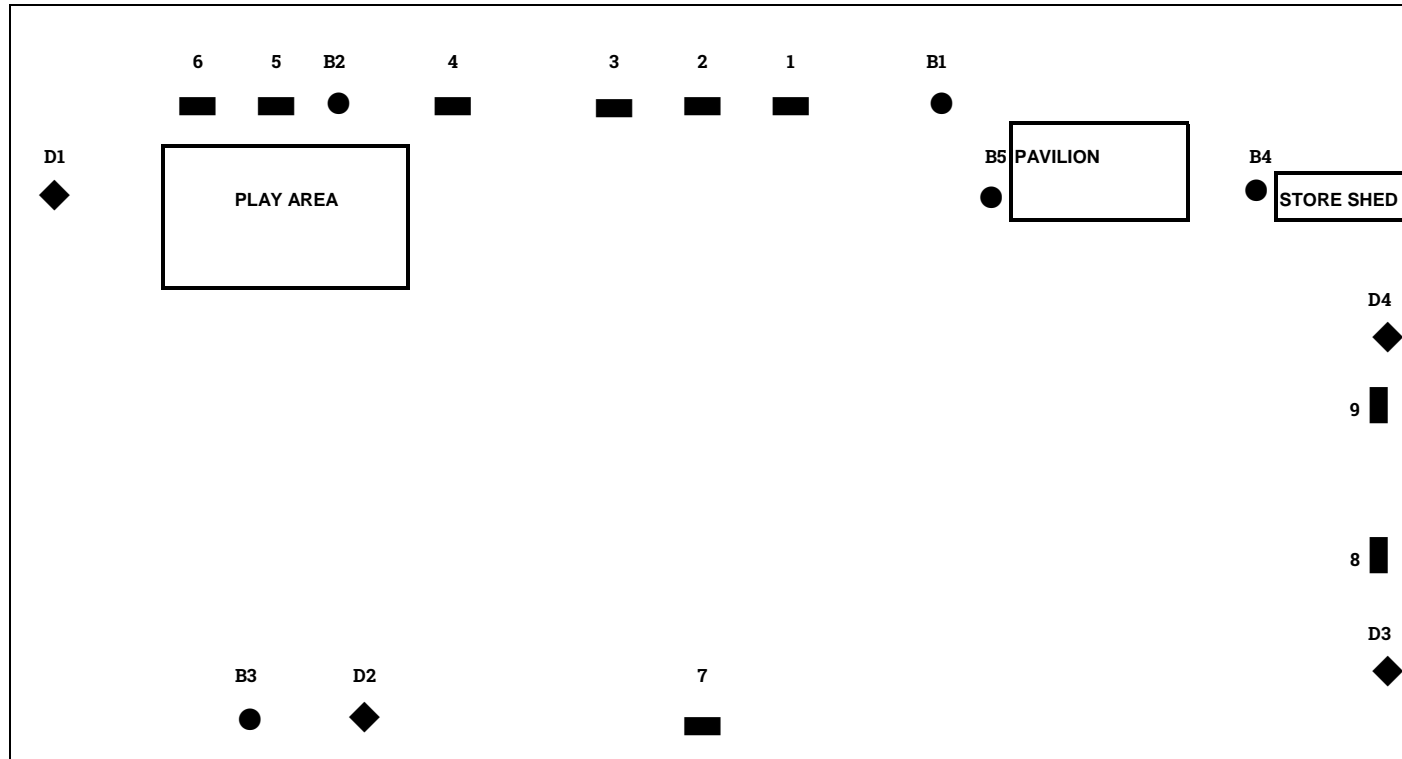 6 5 B2 4 3 2 1 B1
D1 B5 PAVILION B4
PLAY AREA STORE SHED
D4
9
8
D3
B3 D2 7